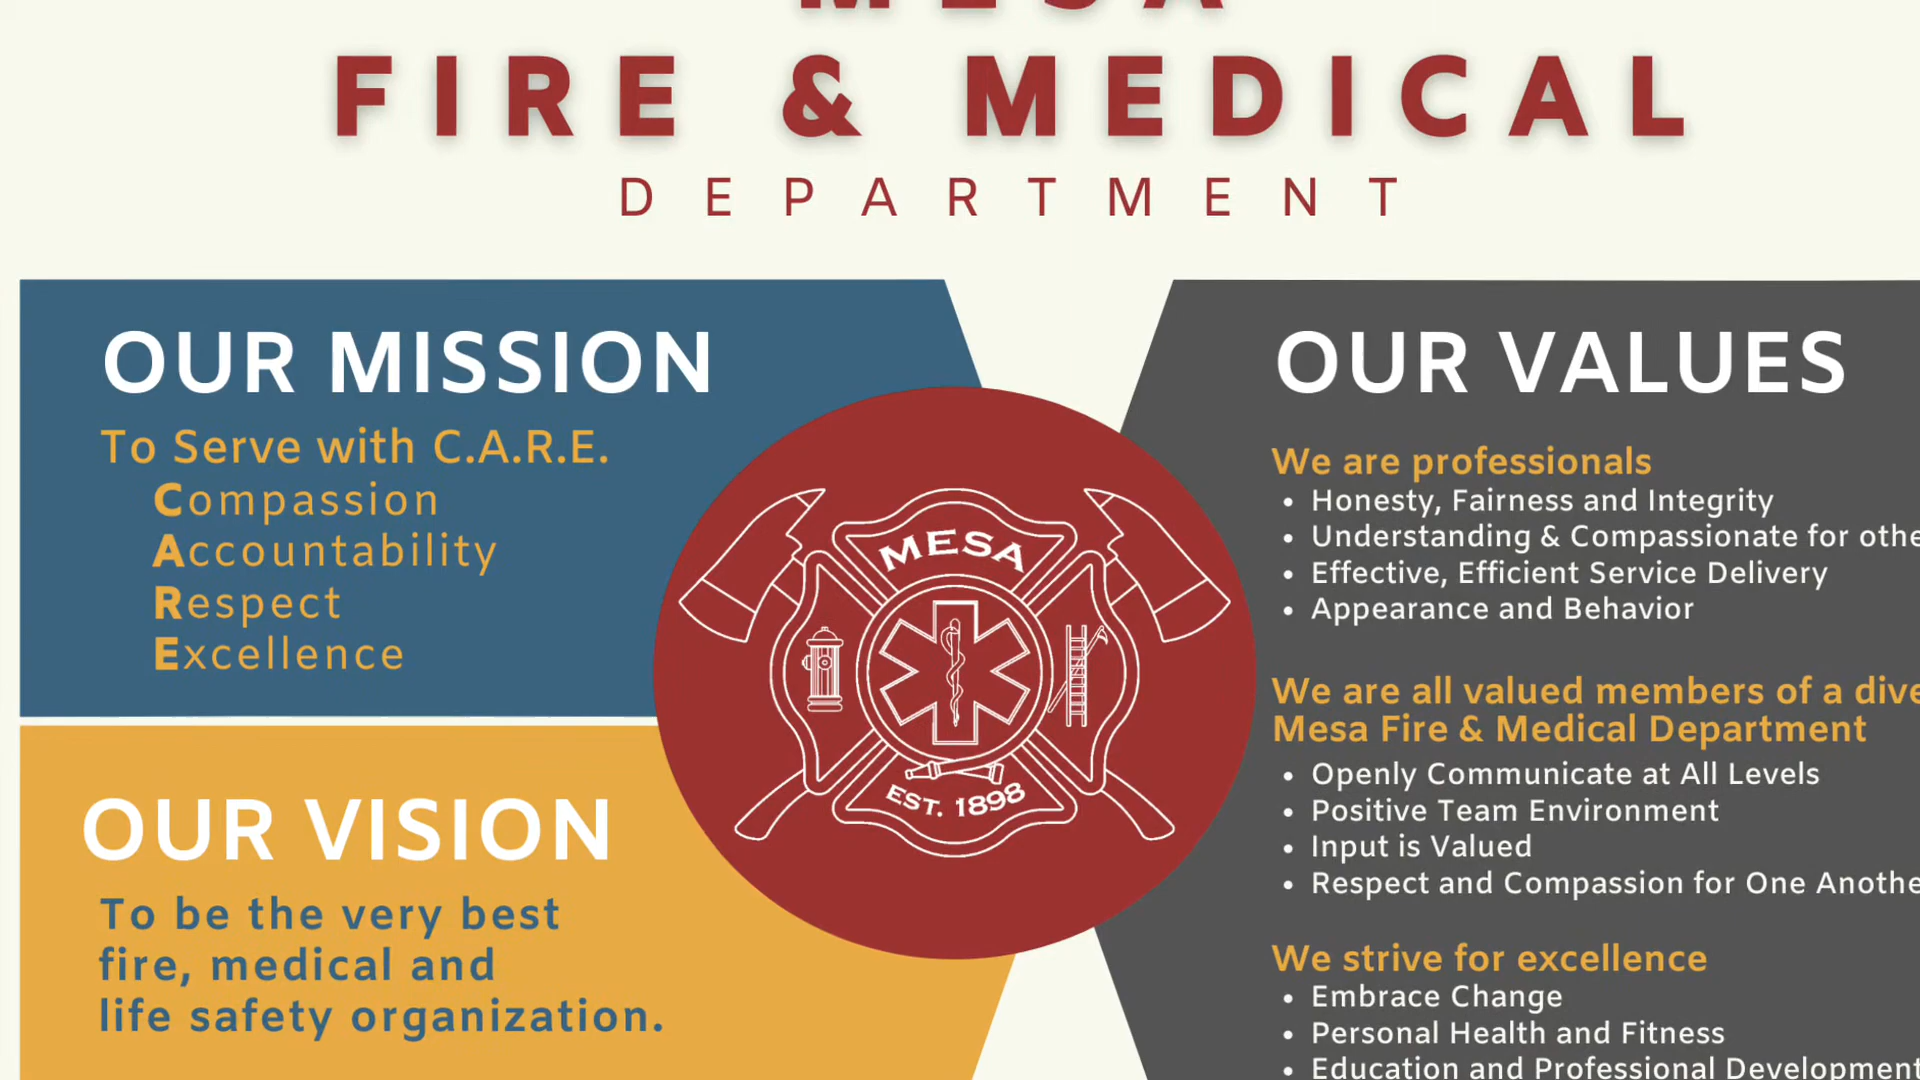 MESA
FIRE & MEDICAL
DEPARTMENT
OUR MISSION
To Serve with C.A.R.E.
Compassion
Accountability
Respect
Excellence
OUR VISION
To be the very best
fire, medical and
life safety organization.
MESA
EST. 1898
OUR VALUES
We are professionals
• Honesty, Fairness and Integrity
• Understanding & Compassionate for
• Effective, Efficient Service Delivery
• Appearance and Behavior
We are all valued members of a
Mesa Fire & Medical Department
• Openly Communicate at All Levels
• Positive Team Environment
• Input is Valued
• Respect and Compassion for One
We strive for excellence
• Embrace Change
• Personal Health and Fitness
• Education and Professional Development